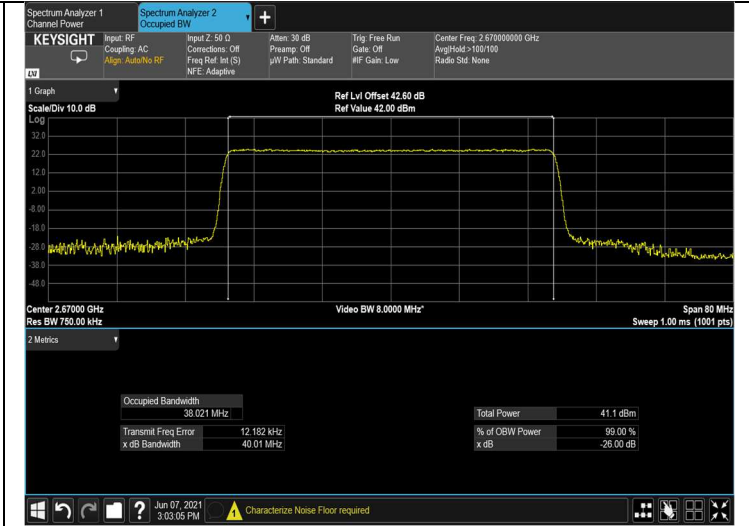 Spectrum Analyzer 1
Channel Power
Spectrum Analyzer 2
Occupied BW
KEYSIGHT
LXI
Input: RF
Coupling: AC
Align: Auto/No RF
Input Z: 50 Ω
Corrections: Off
Freq Ref: Int (S)
NFE: Adaptive
Atten: 30 dB
Preamp: Off
µW Path: Standard
Trig: Free Run
Gate: Off
#IF Gain: Low
Center Freq: 2.670000000 GHz
Avg|Hold >100/100
Radio Std: None
1 Graph
Scale/Div 10.0 dB
Ref Lvl Offset 42.60 dB
Ref Value 42.00 dBm
Log
32.0
22.0
12.0
2.00
-8.00
-18.0
-28.0
-38.0
-48.0
Center 2.67000 GHz
Res BW 750.00 kHz
Video BW 8.0000 MHz*
Span 80 MHz
Sweep 1.00 ms (1001 pts)
2 Metrics
Occupied Bandwidth
38.021 MHz
Transmit Freq Error 12.182 kHz
x dB Bandwidth 40.01 MHz
Total Power 41.1 dBm
% of OBW Power 99.00 %
x dB -26.00 dB
Jun 07, 2021
3:03:05 PM
1
Characterize Noise Floor required